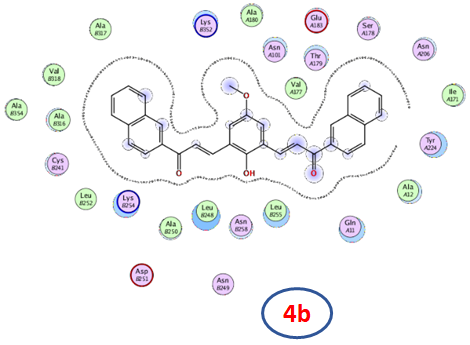 Ala
A180
Glu
A183
Lys
B352
Ser
A178
Ala
B317
Asn
A101
Thr
A179
Asn
A206
Val
B318
Val
A177
Ile
A171
Ala
B354
Ala
B316
O
Tyr
A224
Cys
B241
O
OH
O
Leu
B252
Lys
B254
Ala
A12
Leu
B248
Leu
B255
Ala
B250
Asn
B258
Gln
A11
Asp
B251
Asn
B249
4b